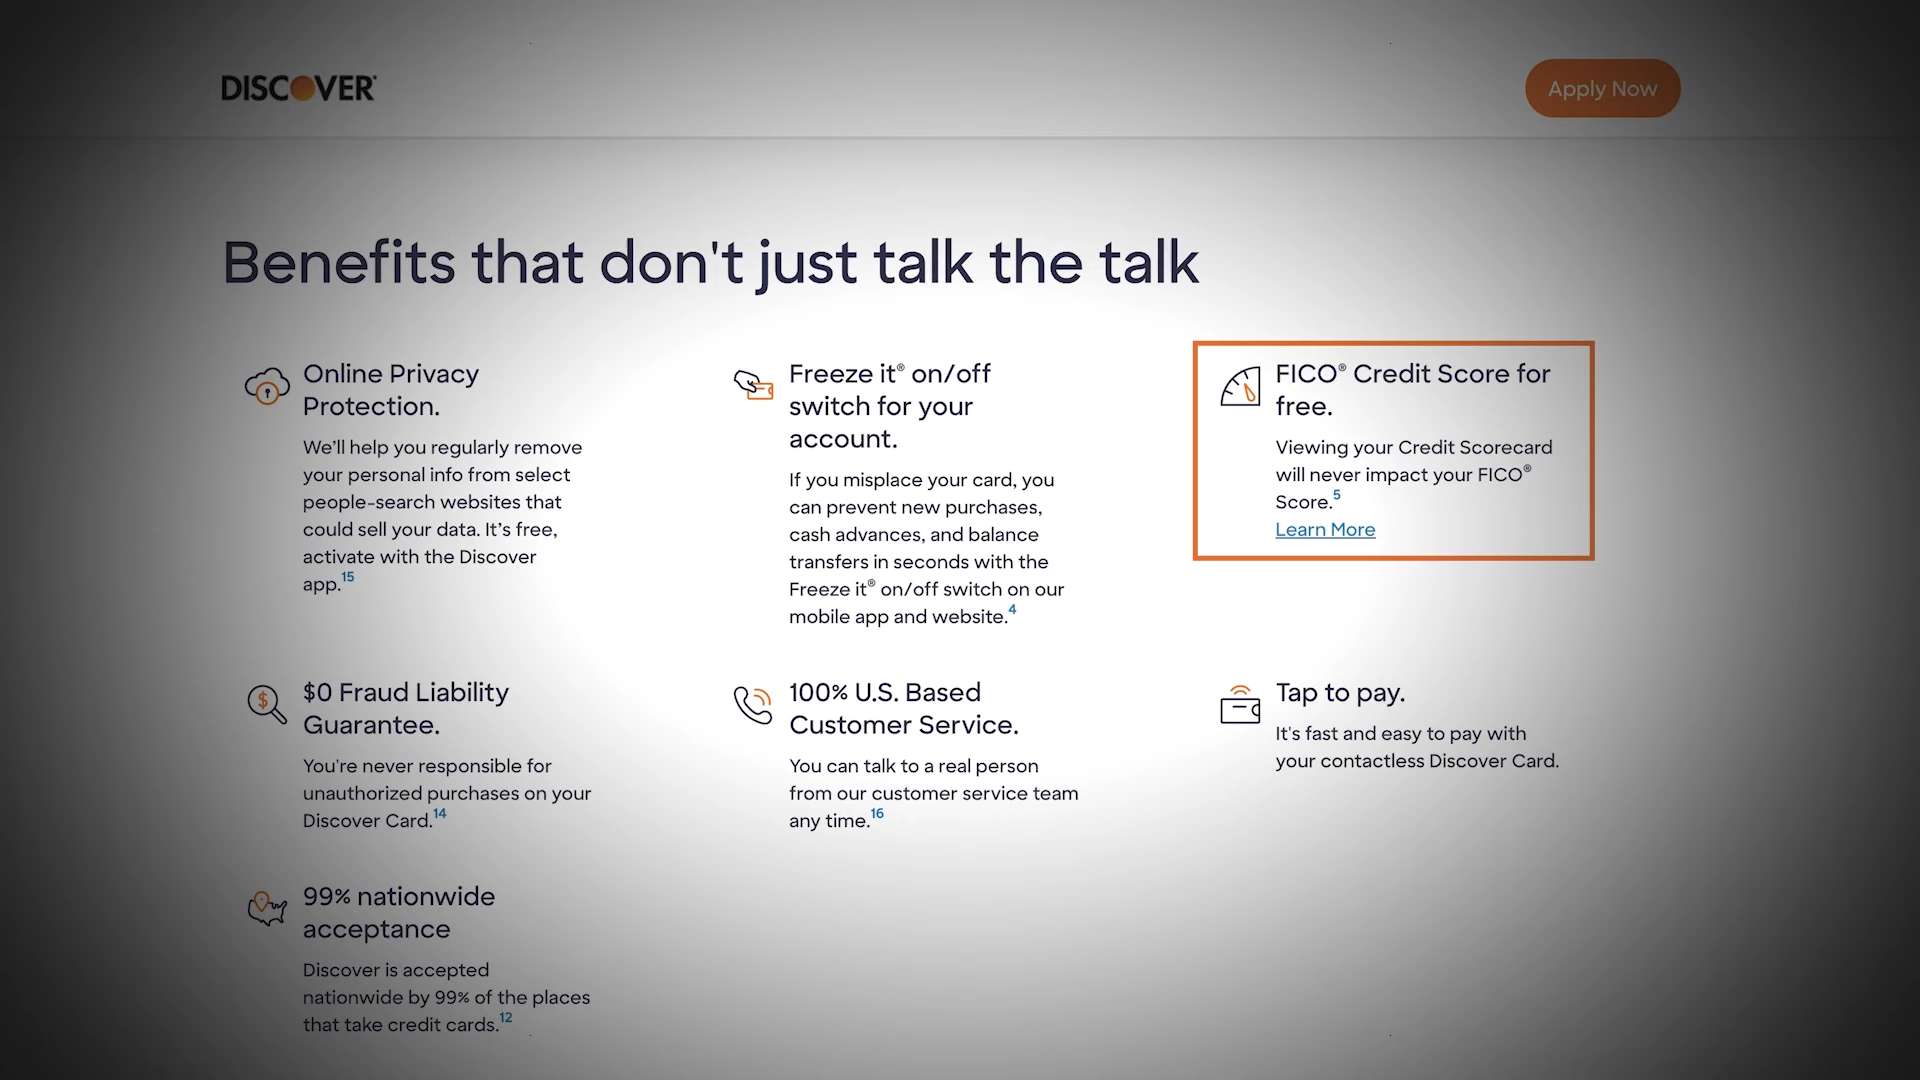 DISCOVER
Apply Now
Benefits that don't just talk the talk
Online Privacy
Protection.
We'll help you regularly remove
your personal info from select
people-search websites that
could sell your data. It's free,
activate with the Discover
app.15
Freeze it® on/off
switch for your
account.
If you misplace your card, you
can prevent new purchases,
cash advances, and balance
transfers in seconds with the
Freeze it® on/off switch on our
mobile app and website.4
FICO® Credit Score for
free.
Viewing your Credit Scorecard
will never impact your FICO®
Score.5
Learn More
$0 Fraud Liability
Guarantee.
You're never responsible for
unauthorized purchases on your
Discover Card.14
100% U.S. Based
Customer Service.
You can talk to a real person
from our customer service team
any time.16
Tap to pay.
It's fast and easy to pay with
your contactless Discover Card.
99% nationwide
acceptance
Discover is accepted
nationwide by 99% of the places
that take credit cards.12